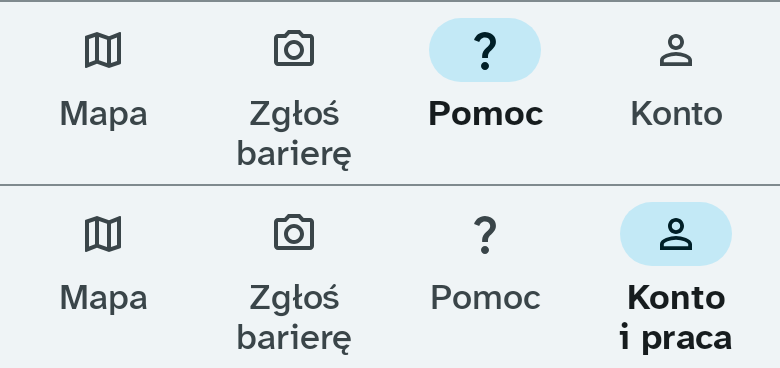 Mapa
Zgłoś
barierę
Pomoc
Konto
Mapa
Zgłoś
barierę
Pomoc
Konto
i praca